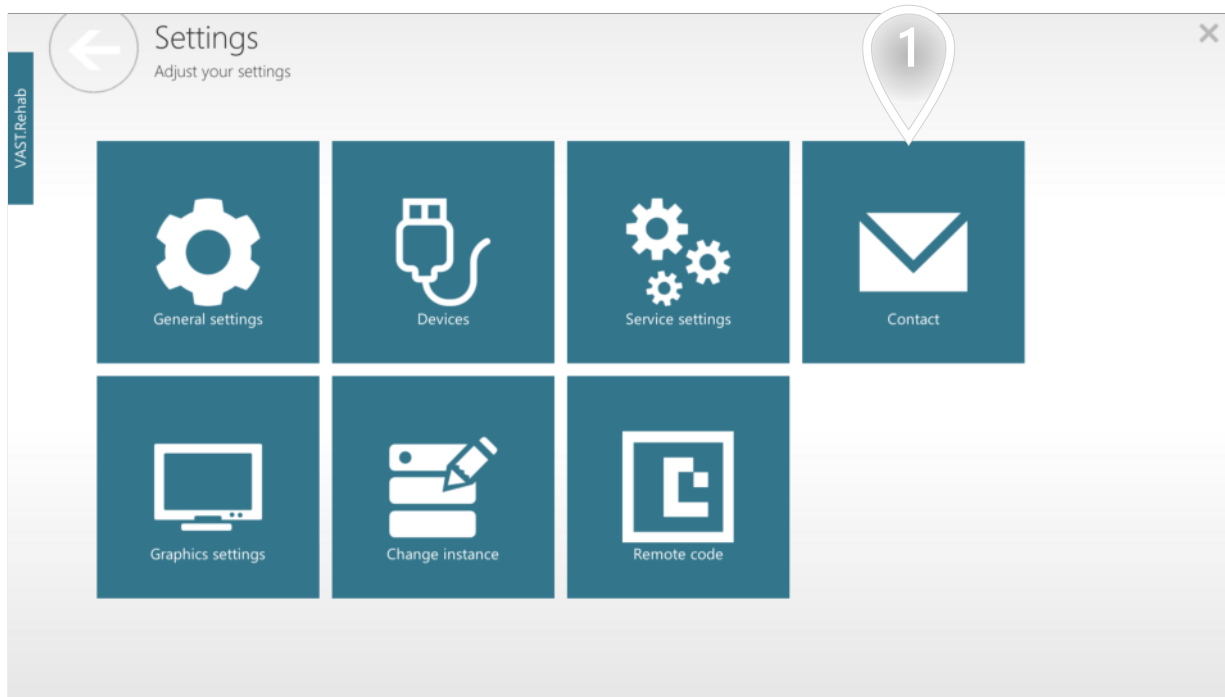 Settings
Adjust your settings
1
VAST.Rehab
General settings
Devices
Service settings
Contact
Graphics settings
Change instance
Remote code